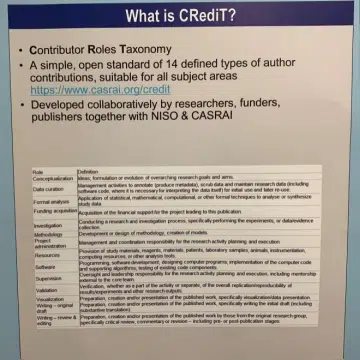 What is CRediT?
• Contributor Roles Taxonomy
• A simple, open standard of 14 defined types of author
contributions, suitable for all subject areas
https://www.casrai.org/credit
• Developed collaboratively by researchers, funders,
publishers together with NISO & CASRAI
Role Definition
Conceptualization Ideas, formulation or evolution of overarching research goals and aims.
Data curation Management activities to annotate (produce metadata), scrub data and maintain research data (including
software code, where it is necessary for interpreting the data itself) for initial use and later re-use.
Formal analysis Application of statistical, mathematical, computational, or other formal techniques to analyse or synthesize
study data.
Funding acquisition Acquisition of the financial support for the project leading to this publication.
Investigation Conducting a research and investigation process, specifically performing the experiments, or data/evidence
collection.
Methodology Development or design of methodology, creation of models.
Project
administration Management and coordination responsibility for the research activity planning and execution.
Resources Provision of study materials, reagents, materials, patients, laboratory samples, animals, instrumentation,
computing resources, or other analysis tools.
Software Programming, software development, designing computer programs, implementation of the computer code
and supporting algorithms, testing of existing code components.
Supervision Oversight and leadership responsibility for the research activity planning and execution, including mentorship
external to the core team.
Validation Verification, whether as a part of the activity or separate, of the overall replication/reproducibility of
results/experiments and other research outputs.
Visualization Preparation, creation and/or presentation of the published work, specifically visualization/data presentation.
Writing – original
draft Preparation, creation and/or presentation of the published work, specifically writing the initial draft (including
substantive translation).
Writing – review &
editing Preparation, creation and/or presentation of the published work by those from the original research group,
specifically critical review, commentary or revision – including pre- or post-publication stages.